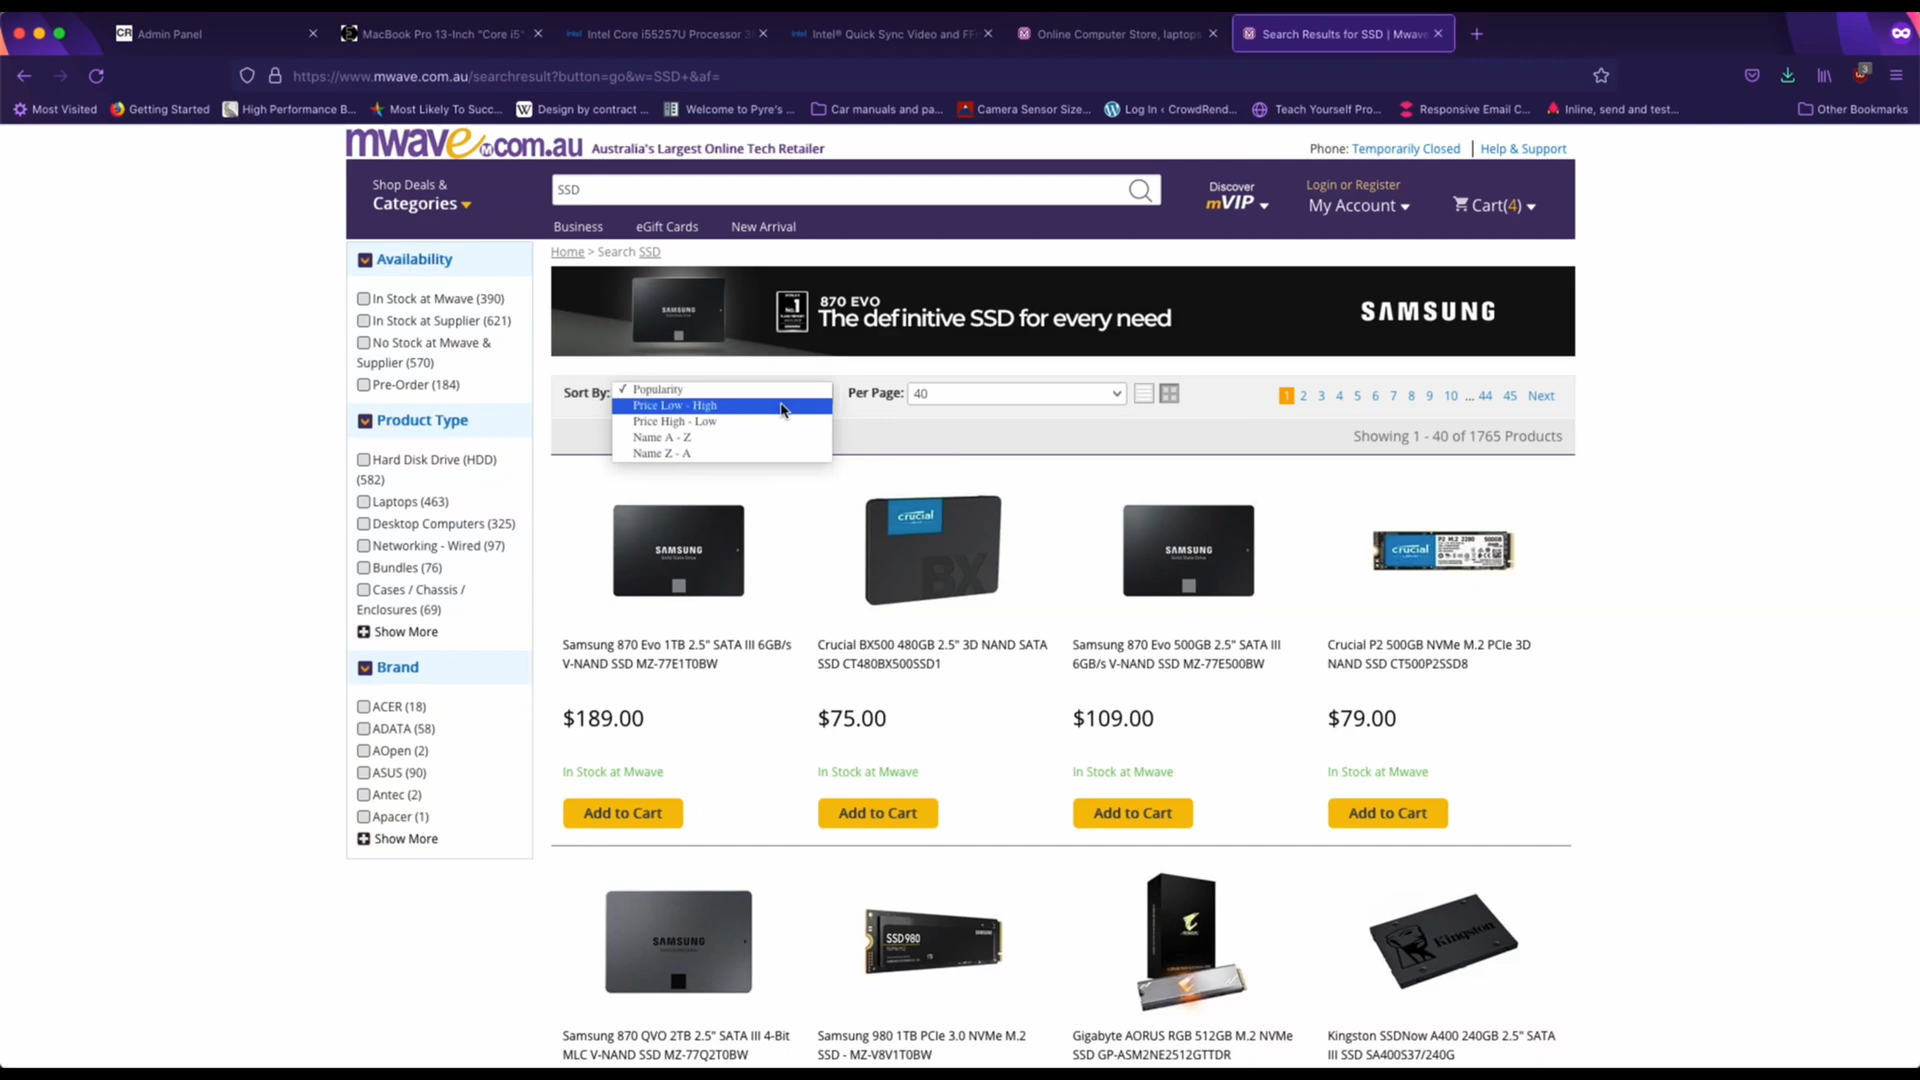 CR Admin Panel
MacBook Pro 13-Inch "Core i5"
intel Intel Core i55257U Processor 3
intel Intel® Quick Sync Video and FF
Online Computer Store, laptops
Search Results for SSD | Mwave
https://www.mwave.com.au/searchresult?button=go&w=SSD+&af=
3
Most Visited
Getting Started
High Performance B...
Most Likely To Succ...
W Design by contract ...
Welcome to Pyre's ...
Car manuals and pa...
Camera Sensor Size...
Log In ‹ CrowdRend...
Teach Yourself Pro...
Responsive Email C...
Inline, send and test...
Other Bookmarks
mwave.com.au Australia's Largest Online Tech Retailer
Phone: Temporarily Closed | Help & Support
Shop Deals &
Categories
SSD
Discover
mVIP
Login or Register
My Account
Cart(4)
Business eGift Cards New Arrival
Home > Search SSD
Availability
In Stock at Mwave (390)
In Stock at Supplier (621)
No Stock at Mwave &
Supplier (570)
Pre-Order (184)
Product Type
Hard Disk Drive (HDD)
(582)
Laptops (463)
Desktop Computers (325)
Networking - Wired (97)
Bundles (76)
Cases / Chassis /
Enclosures (69)
Show More
Brand
ACER (18)
ADATA (58)
AOpen (2)
ASUS (90)
Antec (2)
Apacer (1)
Show More
SAMSUNG
No.1
870 EVO
The definitive SSD for every need
SAMSUNG
Sort By:
✓ Popularity
Price Low - High
Price High - Low
Name A - Z
Name Z - A
Per Page: 40
1 2 3 4 5 6 7 8 9 10 ... 44 45 Next
Showing 1 - 40 of 1765 Products
SAMSUNG
crucial
BX
SAMSUNG
crucial P2 M.2 2280 500GB
Samsung 870 Evo 1TB 2.5" SATA III 6GB/s
V-NAND SSD MZ-77E1T0BW
$189.00
In Stock at Mwave
Add to Cart
Crucial BX500 480GB 2.5" 3D NAND SATA
SSD CT480BX500SSD1
$75.00
In Stock at Mwave
Add to Cart
Samsung 870 Evo 500GB 2.5" SATA III
6GB/s V-NAND SSD MZ-77E500BW
$109.00
In Stock at Mwave
Add to Cart
Crucial P2 500GB NVMe M.2 PCIe 3D
NAND SSD CT500P2SSD8
$79.00
In Stock at Mwave
Add to Cart
SAMSUNG
SSD 980 SAMSUNG
Kingston
Samsung 870 QVO 2TB 2.5" SATA III 4-Bit
MLC V-NAND SSD MZ-77Q2T0BW
Samsung 980 1TB PCIe 3.0 NVMe M.2
SSD - MZ-V8V1T0BW
Gigabyte AORUS RGB 512GB M.2 NVMe
SSD GP-ASM2NE2512GTTDR
Kingston SSDNow A400 240GB 2.5" SATA
III SSD SA400S37/240G